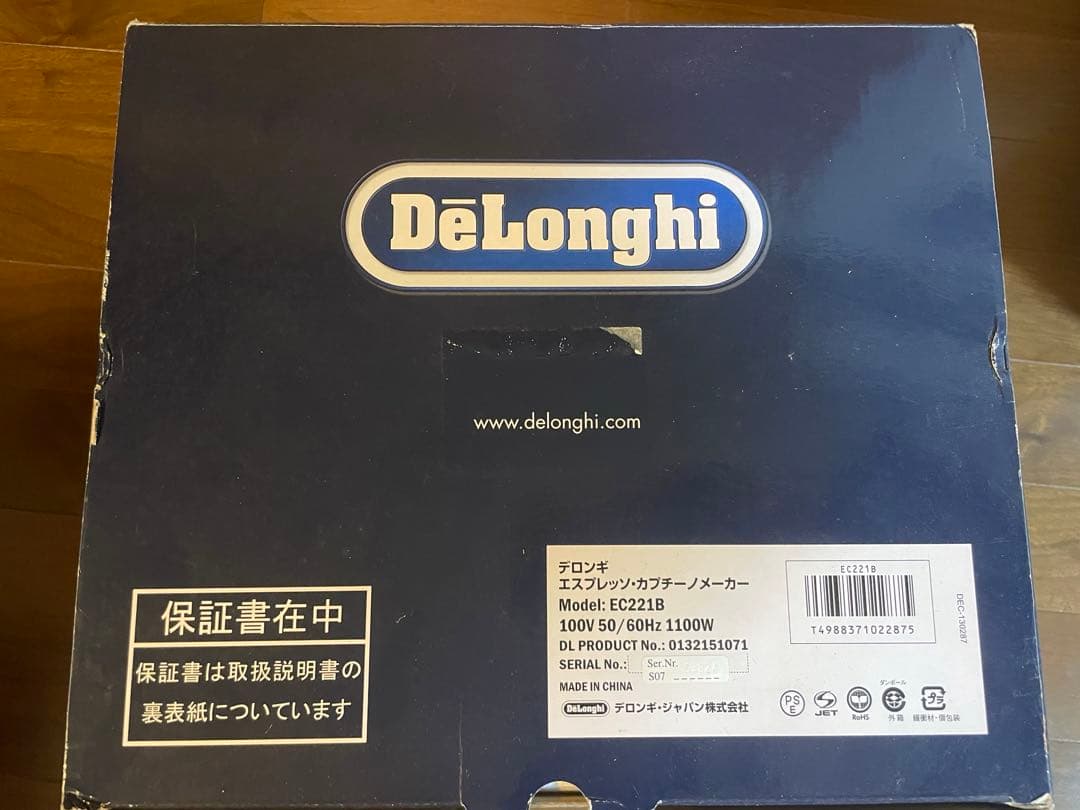 DēLonghi
www.delonghi.com
保証書在中
保証書は取扱説明書の
裏表紙についています
デロンギ
エスプレッソ・カプチーノメーカー
Model: EC221B
100V 50/60Hz 1100W
DL PRODUCT No.: 0132151071
SERIAL No.:
Ser.Nr.
S07
MADE IN CHINA
DēLonghi デロンギ・ジャパン株式会社
EC221B
T4988371022875
DEC-130287
PSE
JET
RoHS
ダンボール
外箱
プラ
緩衝材・個包装